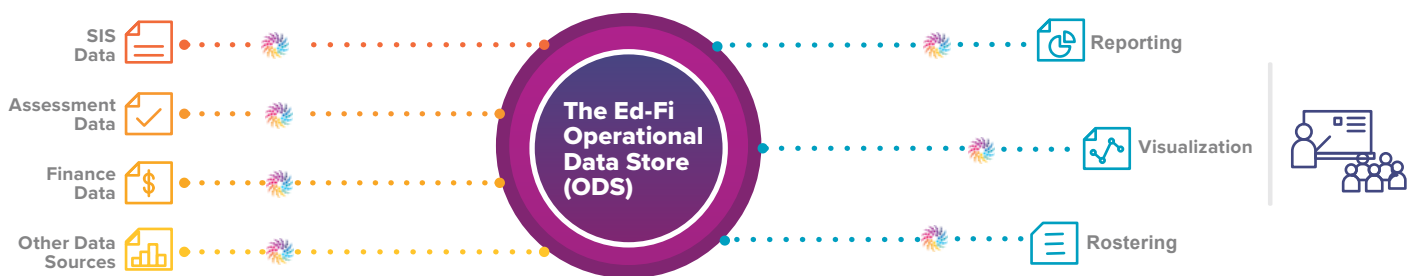 SIS
Data
Assessment
Data
Finance
Data
Other Data
Sources
The Ed-Fi
Operational
Data Store
(ODS)
Reporting
Visualization
Rostering